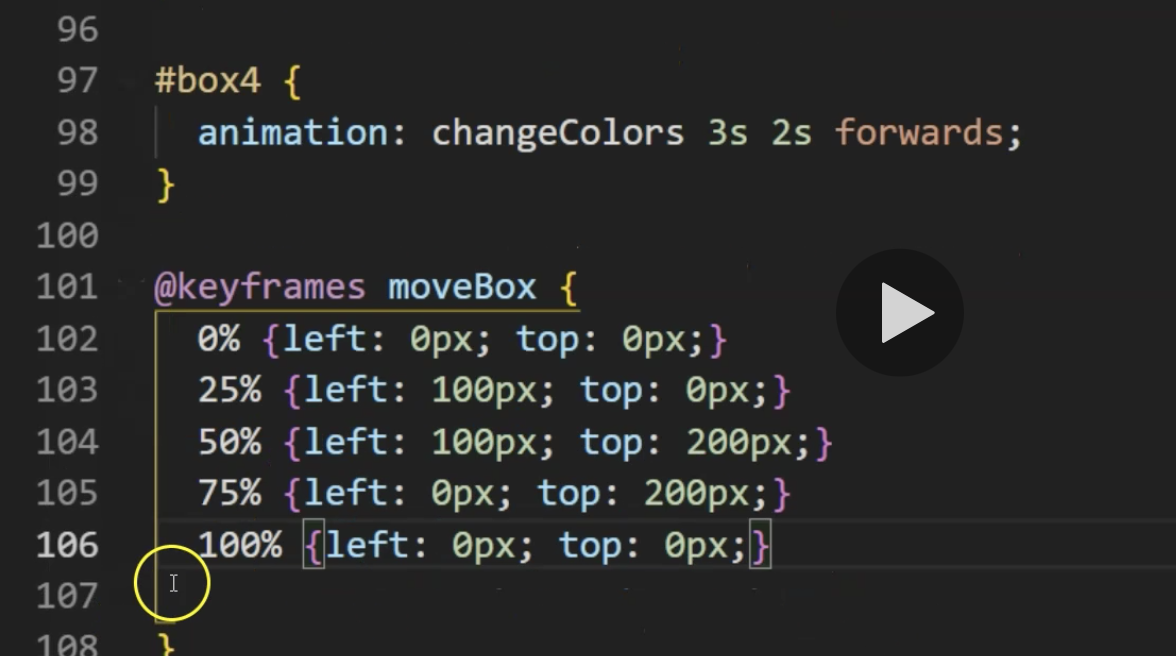 96
97 #box4 {
98 animation: changeColors 3s 2s forwards;
99 }
100
101 @keyframes moveBox {
102 0% {left: 0px; top: 0px;}
103 25% {left: 100px; top: 0px;}
104 50% {left: 100px; top: 200px;}
105 75% {left: 0px; top: 200px;}
106 100% {left: 0px; top: 0px;}
107
108 }